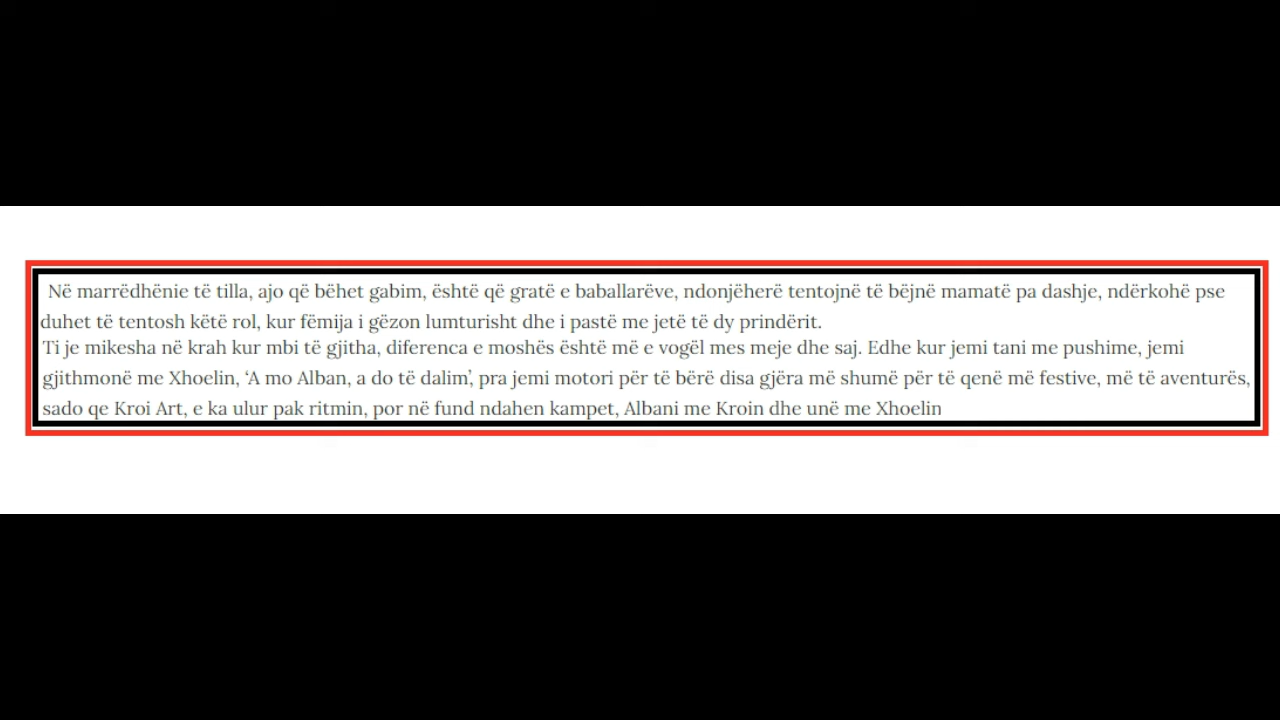 Në marrëdhënie të tilla, ajo që bëhet gabim, është që gratë e baballarëve, ndonjëherë tentojnë të bëjnë mamatë pa dashje, ndërkohë pse
duhet të tentosh këtë rol, kur fëmija i gëzon lumturisht dhe i pastë me jetë të dy prindërit.
Ti je mikesha në krah kur mbi të gjitha, diferenca e moshës është më e vogël mes meje dhe saj. Edhe kur jemi tani me pushime, jemi
gjithmonë me Xhoelin, ‘A mo Alban, a do të dalim’, pra jemi motori për të bërë disa gjëra më shumë për të qenë më festive, më të aventurës,
sado qe Kroi Art, e ka ulur pak ritmin, por në fund ndahen kampet, Albani me Kroin dhe unë me Xhoelin